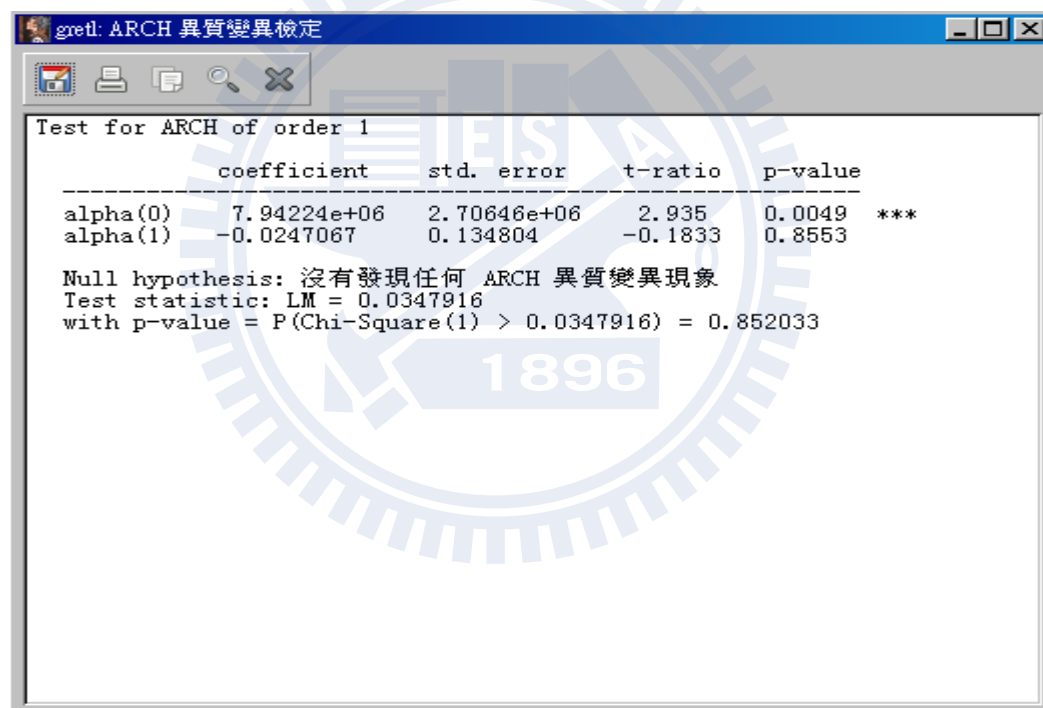 gretl: ARCH 異質變異檢定
Test for ARCH of order 1
coefficient std. error t-ratio p-value
alpha(0) 7.94224e+06 2.70646e+06 2.935 0.0049 ***
alpha(1) -0.0247067 0.134804 -0.1833 0.8553
Null hypothesis: 沒有發現任何 ARCH 異質變異現象
Test statistic: LM = 0.0347916
with p-value = P(Chi-Square(1) > 0.0347916) = 0.852033
ES A
1896